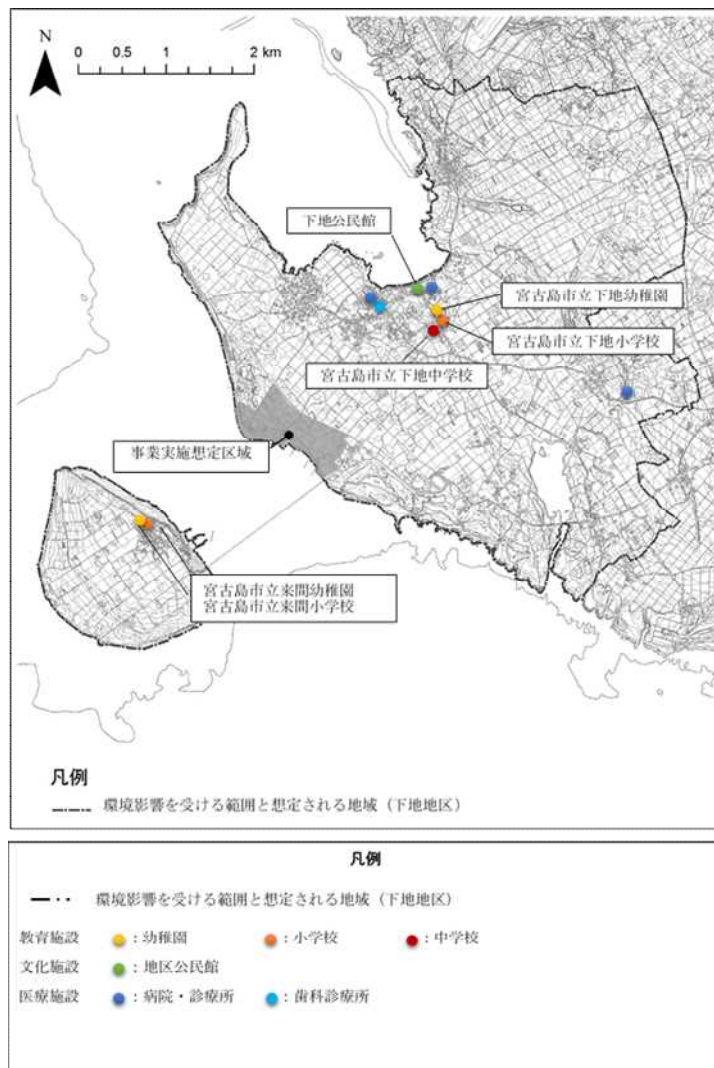 N
0 0.5 1 2 km
下地公民館
宮古島市立下地幼稚園
宮古島市立下地小学校
宮古島市立下地中学校
事業実施想定区域
宮古島市立来間幼稚園
宮古島市立来間小学校
凡例
環境影響を受ける範囲と想定される地域（下地地区）
凡例
環境影響を受ける範囲と想定される地域（下地地区）
教育施設 ：幼稚園 ：小学校 ：中学校
文化施設 ：地区公民館
医療施設 ：病院・診療所 ：歯科診療所